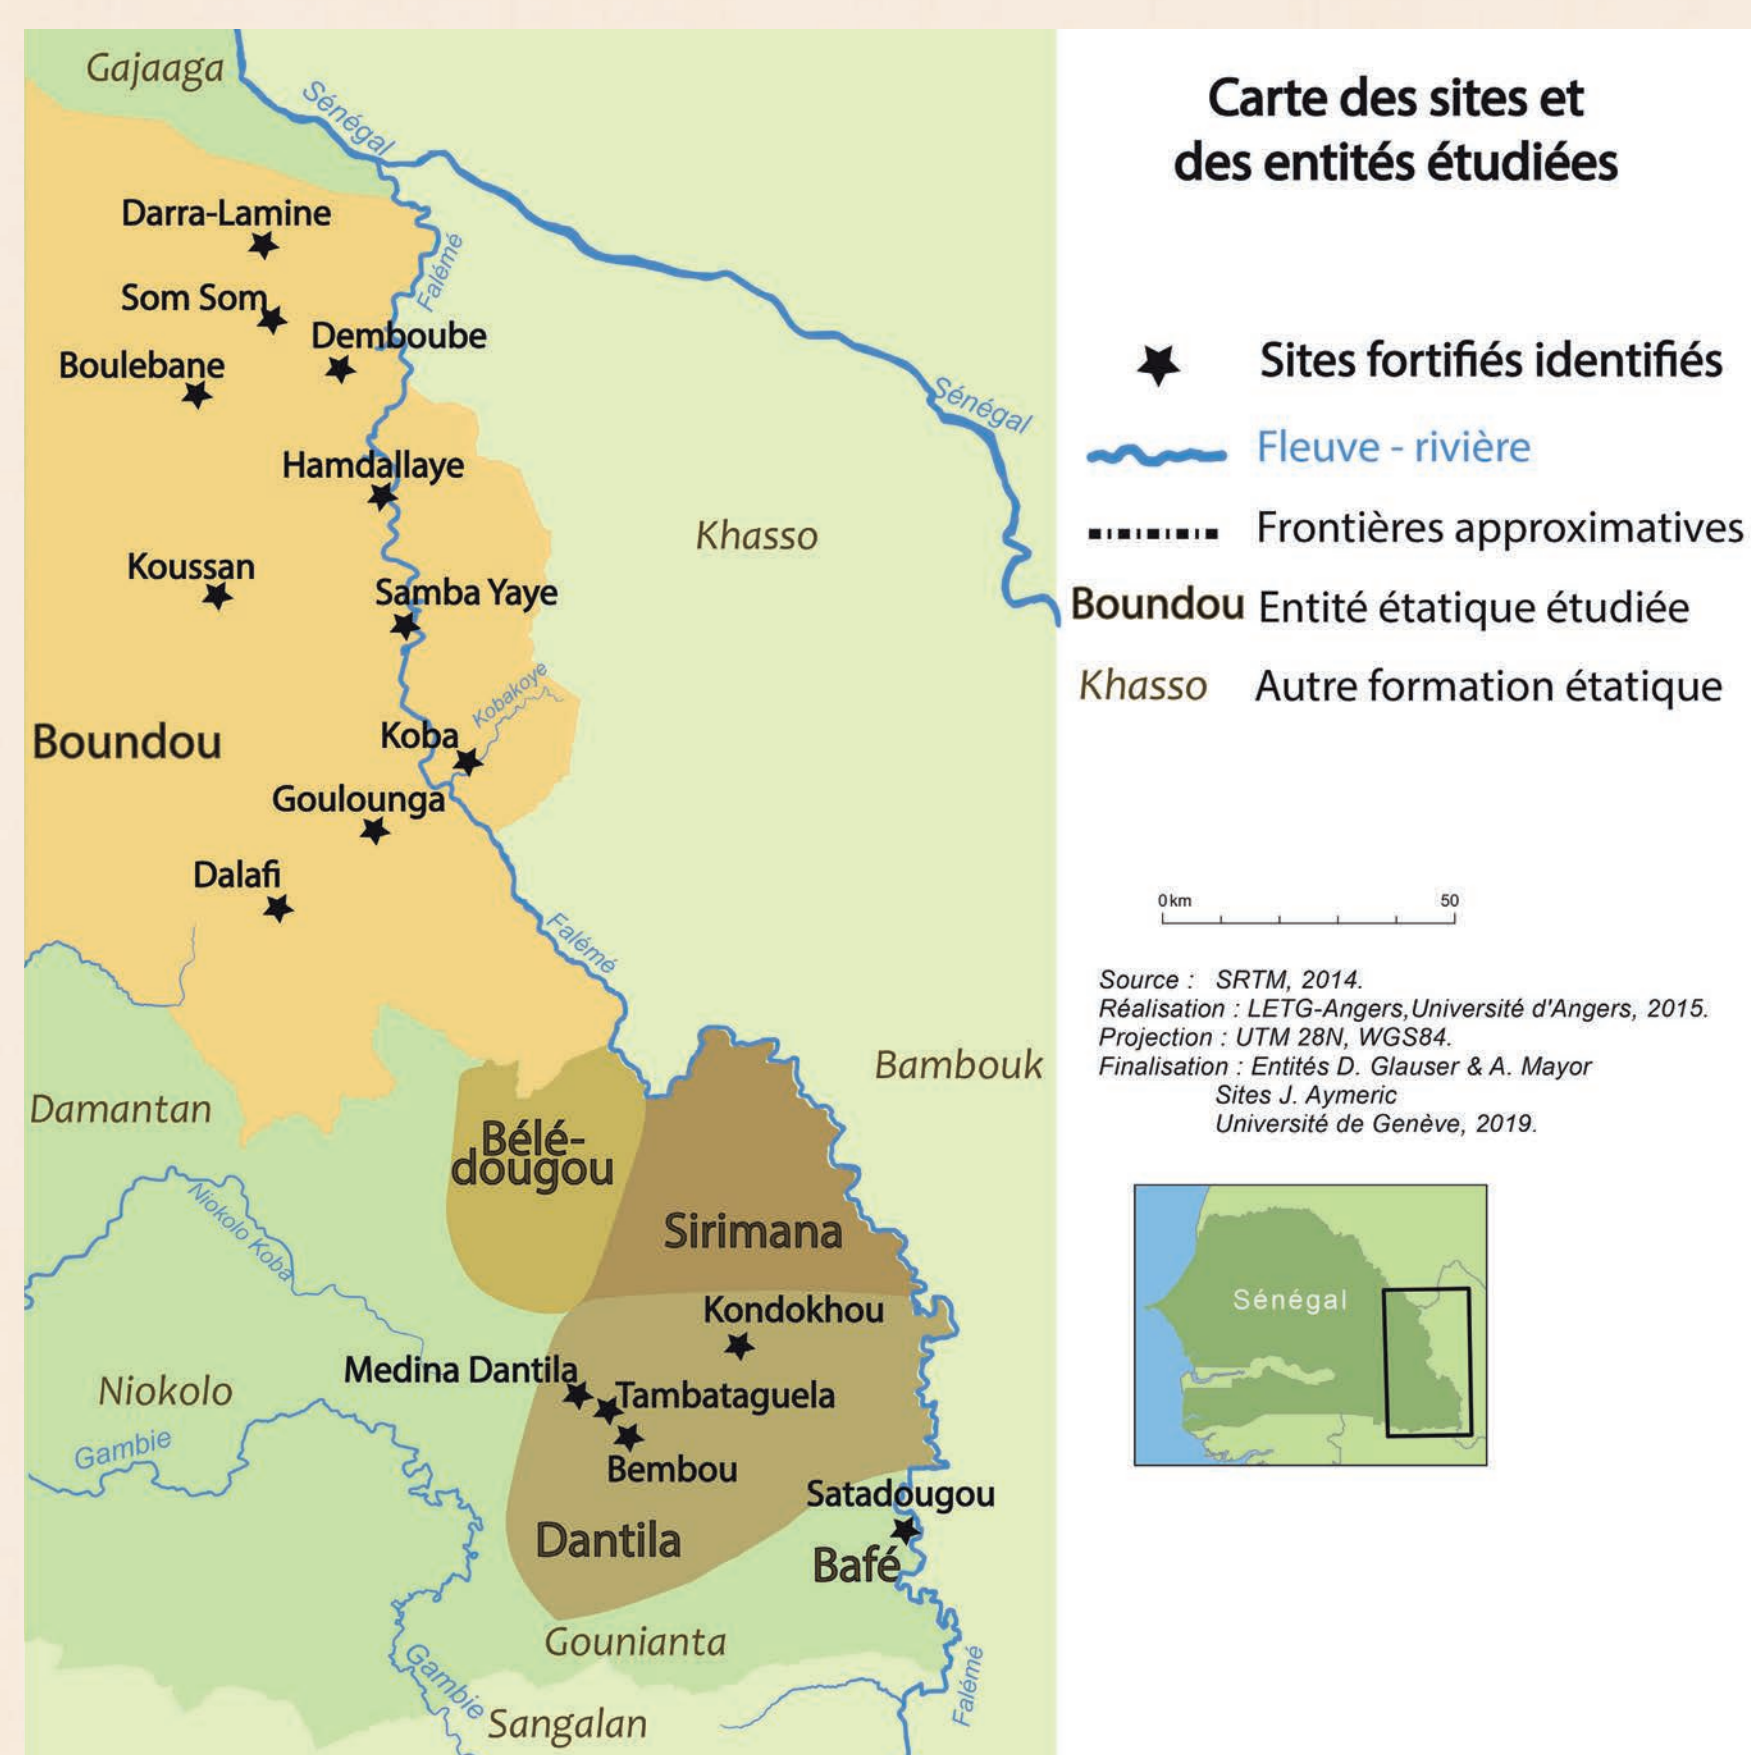 Carte des sites et
des entités étudiées
Gajaaga
Sénégal
Darra-Lamine
Falémé
Som Som
Demboube
Boulebane
Sénégal
Hamdallaye
Khasso
Koussan
Samba Yaye
Kobakoye
Boundou
Koba
Goulounga
Dalafi
Falémé
Bambouk
Damantan
Bélé-
dougou
Niokolo Koba
Sirimana
Kondokhou
Medina Dantila
Tambataguela
Niokolo
Gambie
Bembou
Satadougou
Dantila
Bafé
Gounianta
Gambie
Falémé
Sangalan
Sites fortifiés identifiés
Fleuve - rivière
Frontières approximatives
Boundou Entité étatique étudiée
Khasso Autre formation étatique
0 km 50
Source : SRTM, 2014.
Réalisation : LETG-Angers,Université d'Angers, 2015.
Projection : UTM 28N, WGS84.
Finalisation : Entités D. Glauser & A. Mayor
Sites J. Aymeric
Université de Genève, 2019.
Sénégal